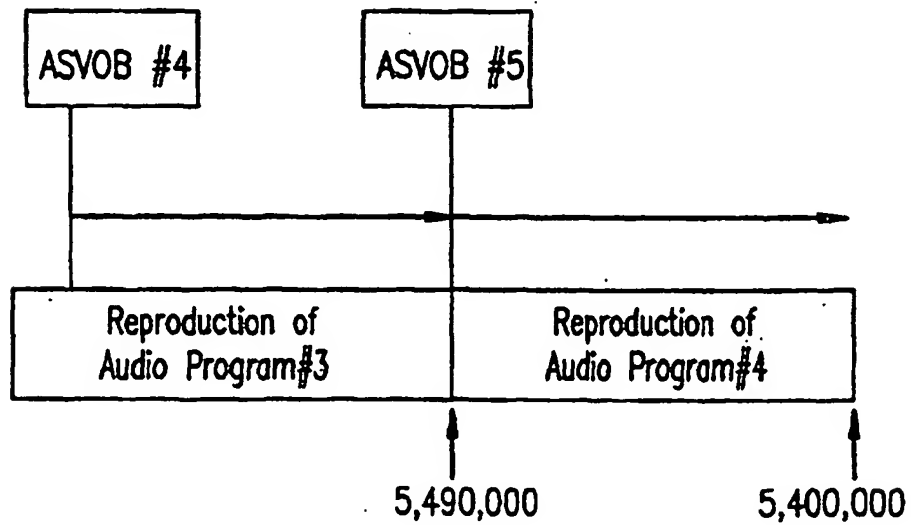 ASVOB #4
ASVOB #5
Reproduction of
Audio Program#3
Reproduction of
Audio Program#4
5,490,000
5,400,000